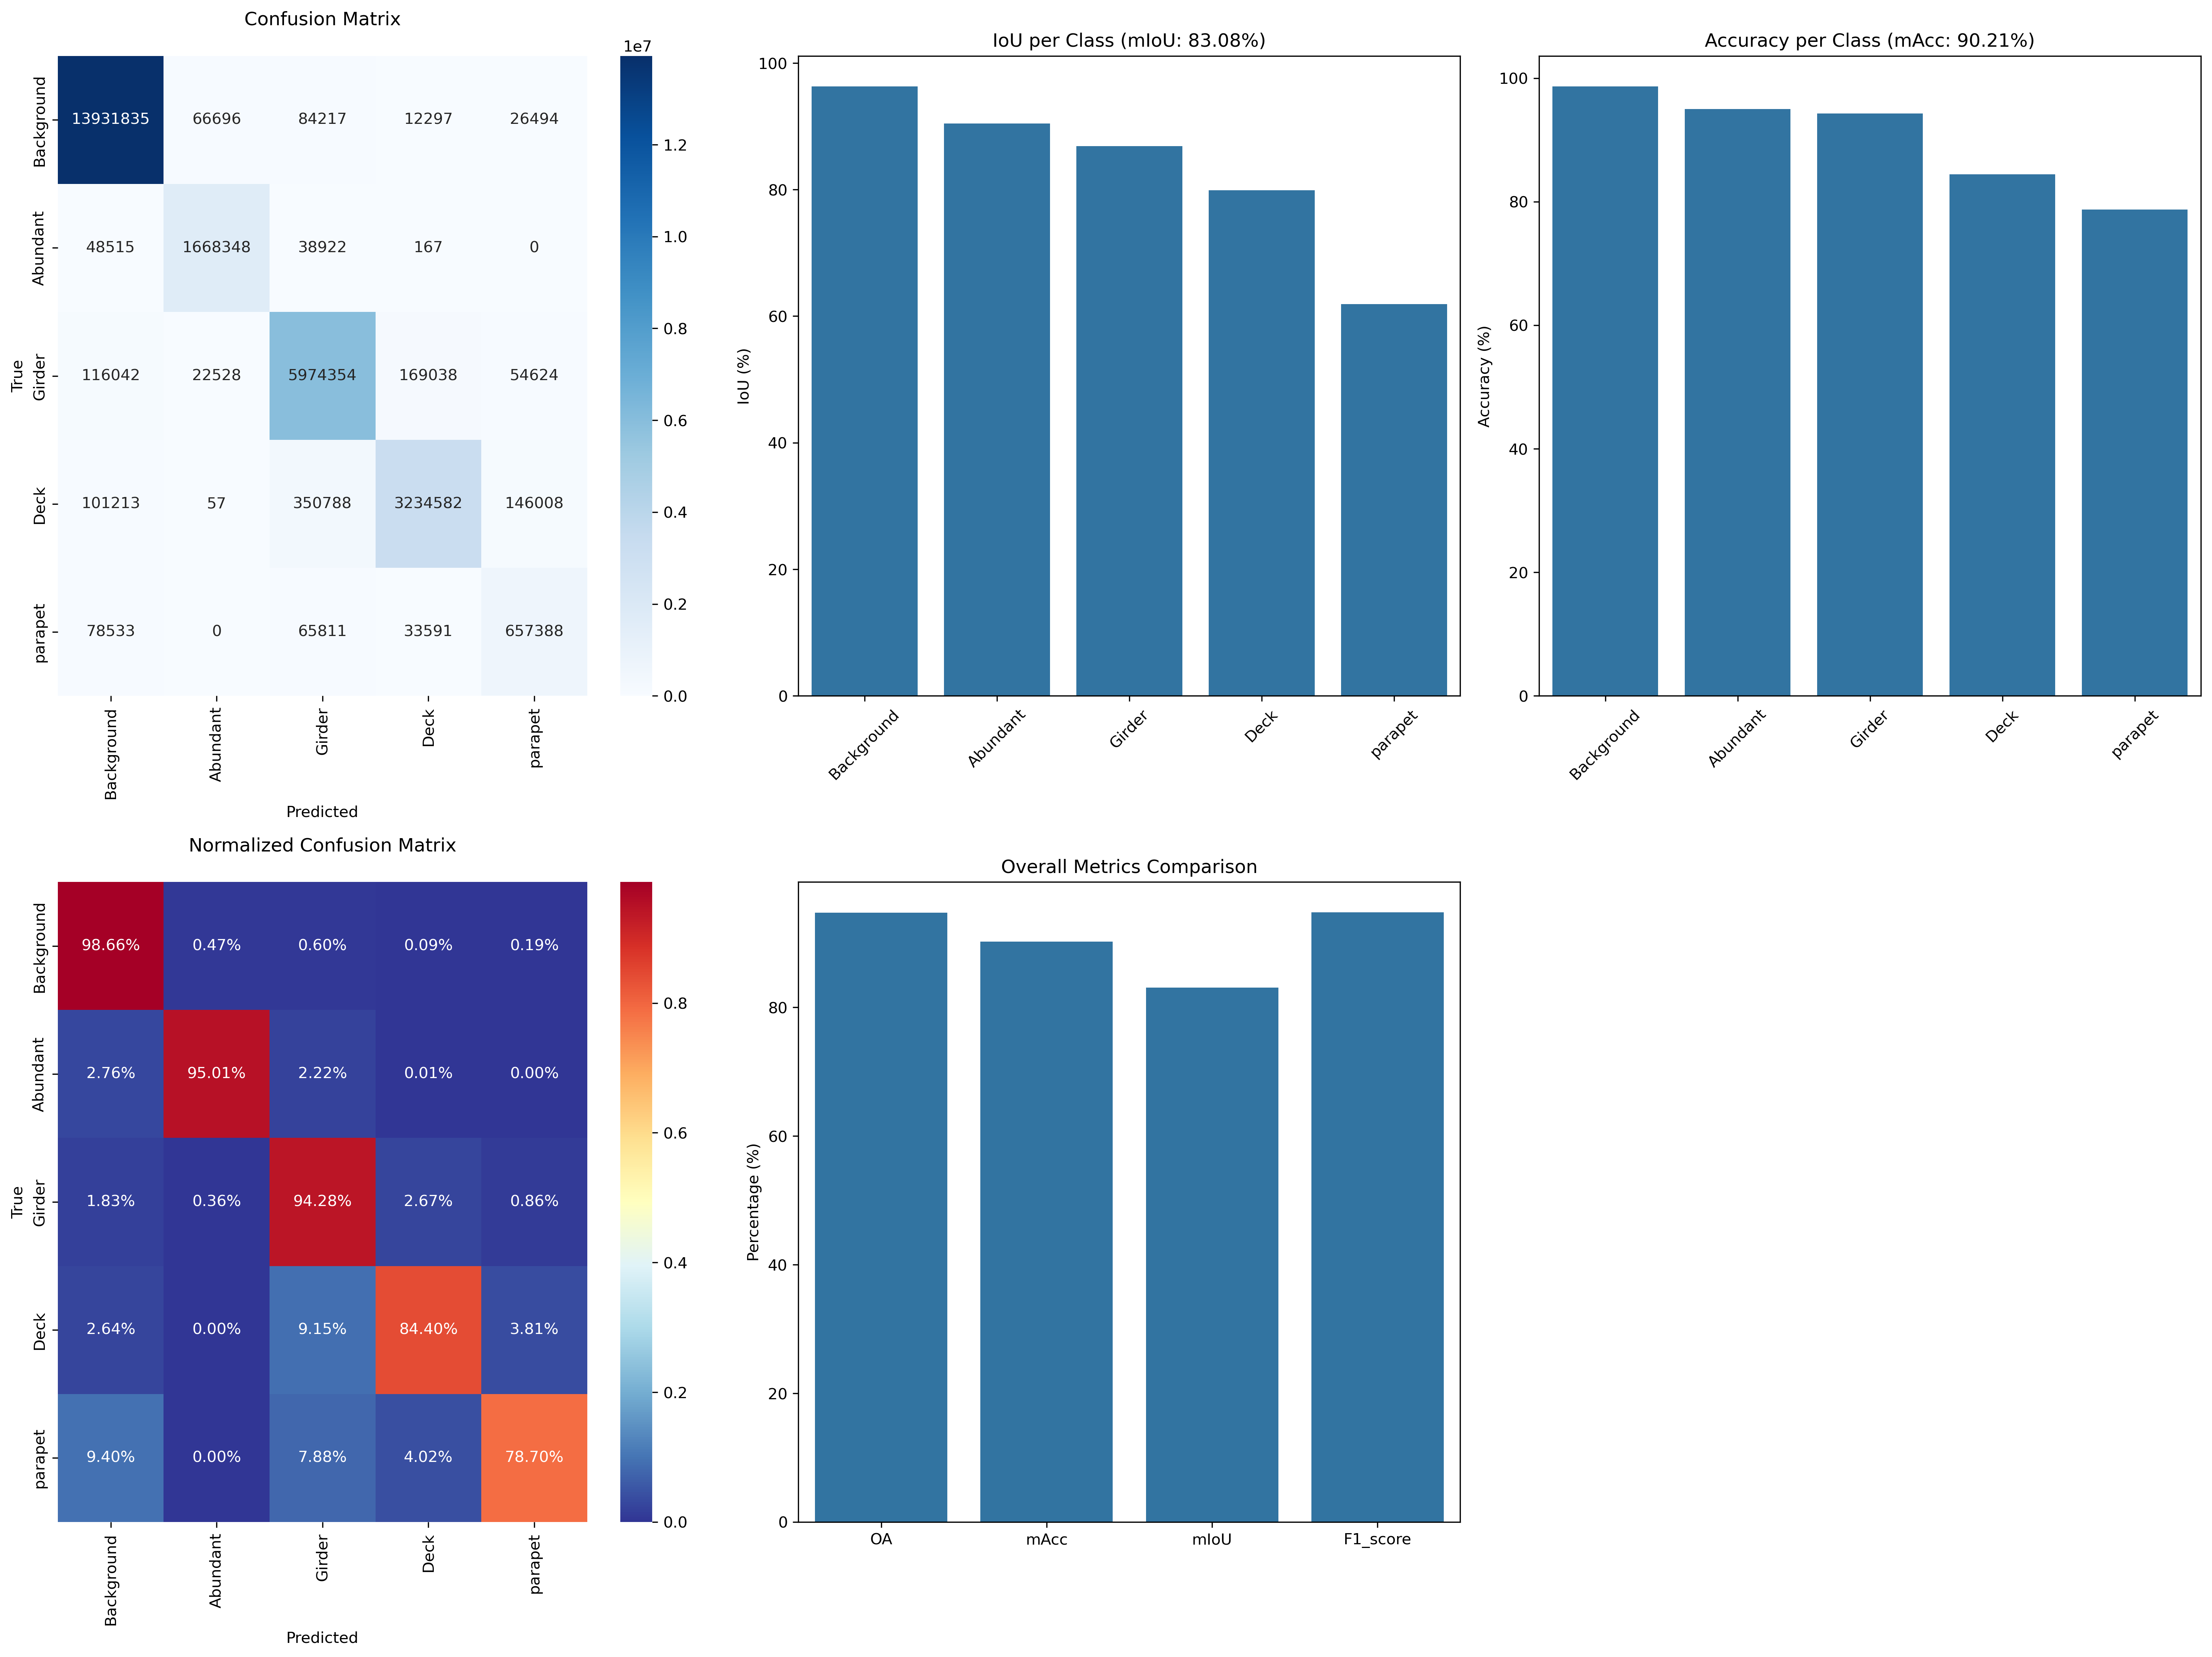 Confusion Matrix
1e7
Background 13931835 66696 84217 12297 26494
Abundant 48515 1668348 38922 167 0
Girder 116042 22528 5974354 169038 54624
Deck 101213 57 350788 3234582 146008
parapet 78533 0 65811 33591 657388
True
Background Abundant Girder Deck parapet
Predicted
1.2
1.0
0.8
0.6
0.4
0.2
0.0
IoU per Class (mIoU: 83.08%)
IoU (%)
100
80
60
40
20
0
Background Abundant Girder Deck parapet
Accuracy per Class (mAcc: 90.21%)
Accuracy (%)
100
80
60
40
20
0
Background Abundant Girder Deck parapet
Normalized Confusion Matrix
Background 98.66% 0.47% 0.60% 0.09% 0.19%
Abundant 2.76% 95.01% 2.22% 0.01% 0.00%
Girder 1.83% 0.36% 94.28% 2.67% 0.86%
Deck 2.64% 0.00% 9.15% 84.40% 3.81%
parapet 9.40% 0.00% 7.88% 4.02% 78.70%
True
Background Abundant Girder Deck parapet
Predicted
0.8
0.6
0.4
0.2
0.0
Overall Metrics Comparison
Percentage (%)
80
60
40
20
0
OA mAcc mIoU F1_score